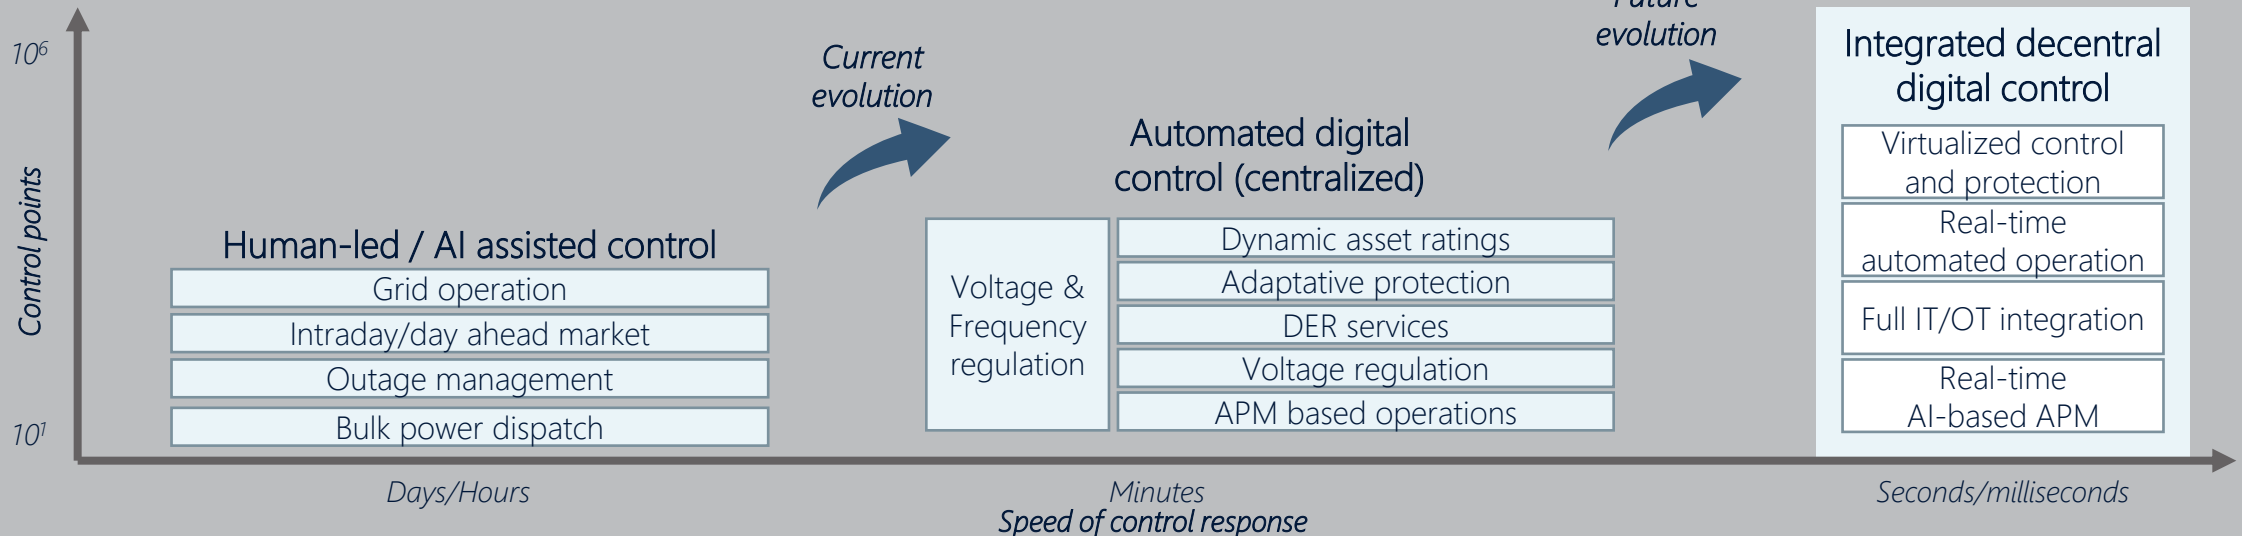 10⁶
Control points
10¹
Human-led / AI assisted control
Grid operation
Intraday/day ahead market
Outage management
Bulk power dispatch
Days/Hours
Current
evolution
Automated digital
control (centralized)
Voltage &
Frequency
regulation
Dynamic asset ratings
Adaptative protection
DER services
Voltage regulation
APM based operations
Minutes
Speed of control response
Future
evolution
Integrated decentral
digital control
Virtualized control
and protection
Real-time
automated operation
Full IT/OT integration
Real-time
AI-based APM
Seconds/milliseconds